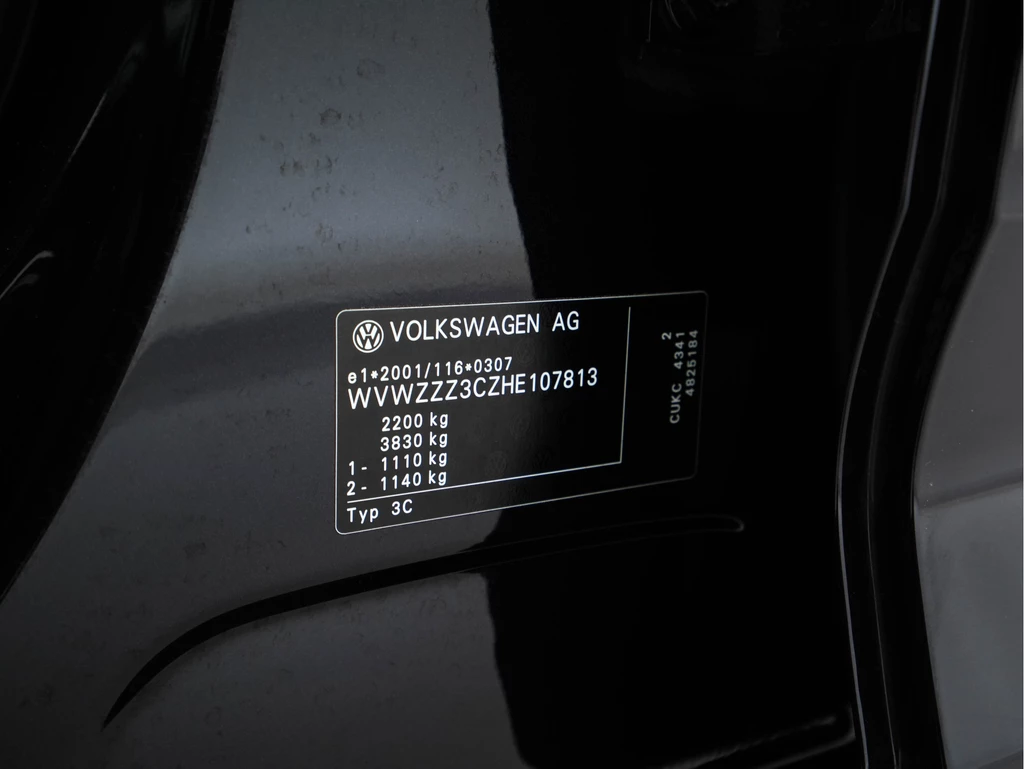 VOLKSWAGEN AG
e1*2001/116*0307
WVWZZZ3CZHE107813
2200 kg
3830 kg
1- 1110 kg
2- 1140 kg
Typ 3C
2
CUKC 4341
4825184